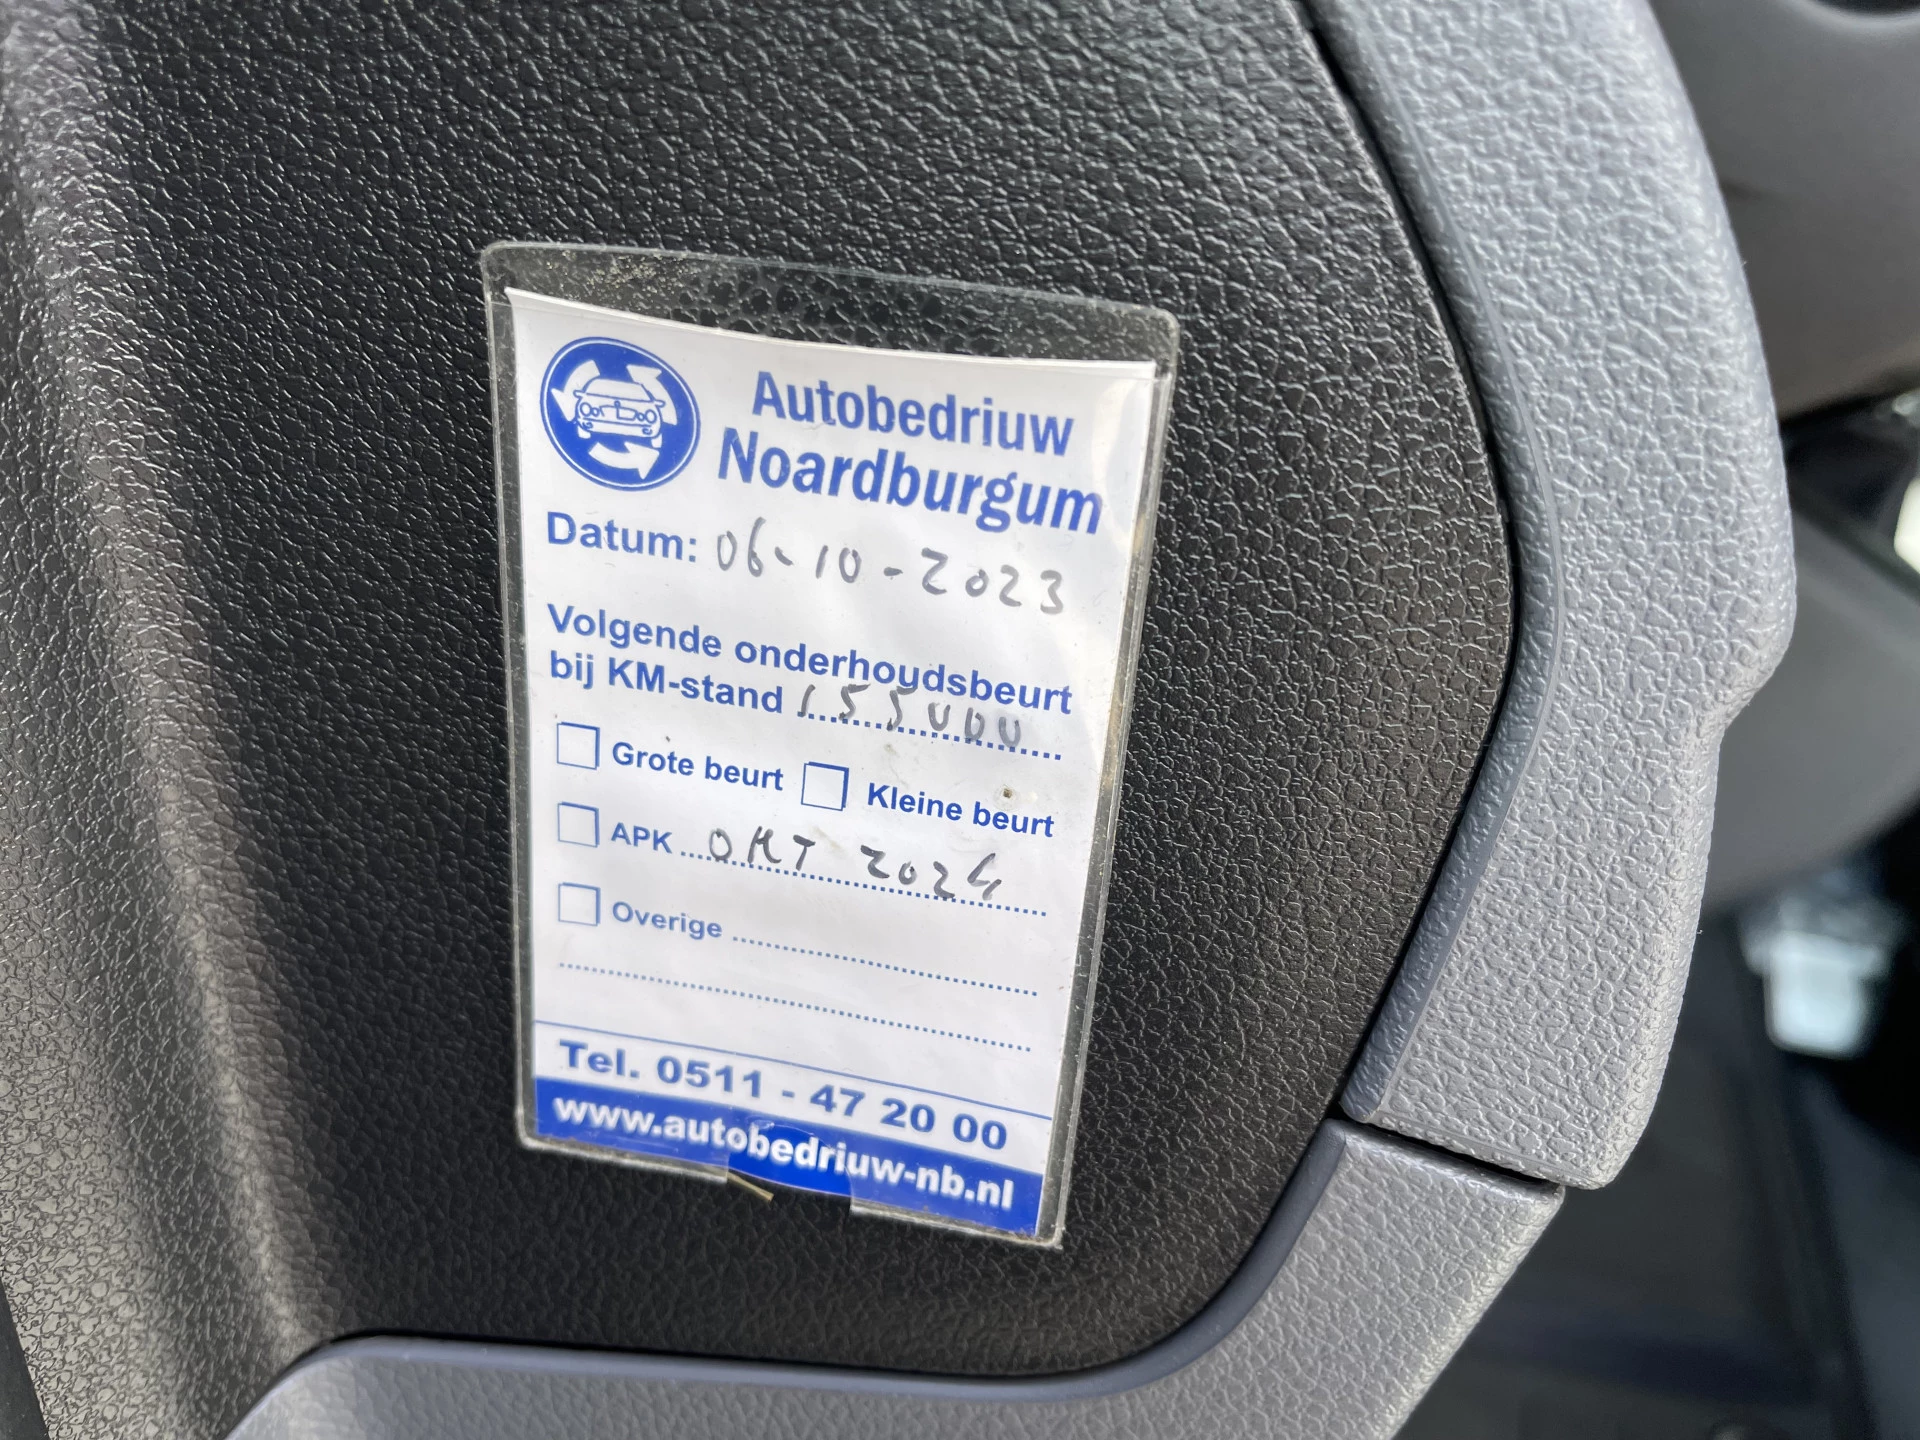 Autobedriuw
Noardburgum
Datum: 06-10-2023
Volgende onderhoudsbeurt
bij KM-stand 155000
Grote beurt Kleine beurt
APK OKT 2024
Overige
Tel. 0511 - 47 20 00
www.autobedriuw-nb.nl